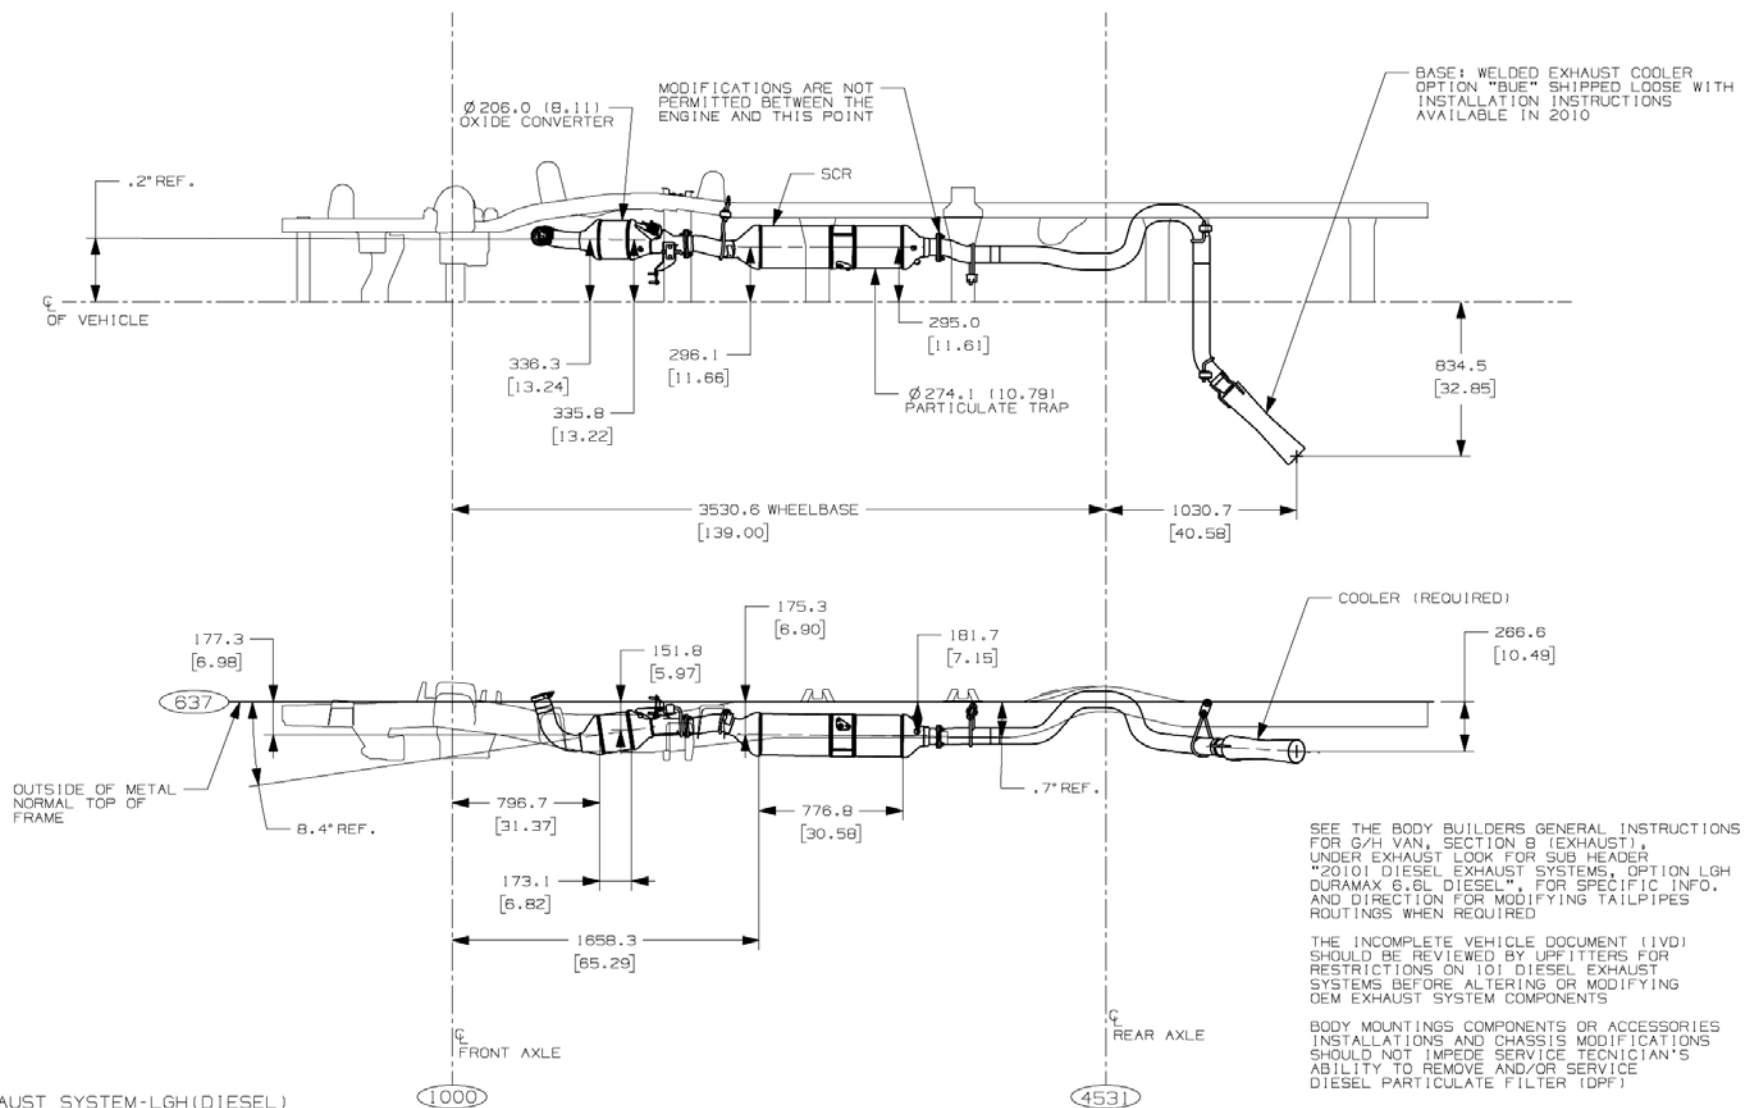 BASE: WELDED EXHAUST COOLER
OPTION "BUE" SHIPPED LOOSE WITH
INSTALLATION INSTRUCTIONS
AVAILABLE IN 2010
MODIFICATIONS ARE NOT
PERMITTED BETWEEN THE
ENGINE AND THIS POINT
Ø206.0 (8.11)
OXIDE CONVERTER
SCR
.2° REF.
℄
OF VEHICLE
336.3
[13.24]
335.8
[13.22]
296.1
[11.66]
295.0
[11.61]
Ø274.1 (10.79)
PARTICULATE TRAP
834.5
[32.85]
3530.6 WHEELBASE
[139.00]
1030.7
[40.58]
COOLER (REQUIRED)
177.3
[6.98]
175.3
[6.90]
151.8
[5.97]
181.7
[7.15]
266.6
[10.49]
637
OUTSIDE OF METAL
NORMAL TOP OF
FRAME
8.4° REF.
796.7
[31.37]
776.8
[30.58]
.7° REF.
173.1
[6.82]
1658.3
[65.29]
SEE THE BODY BUILDERS GENERAL INSTRUCTIONS
FOR G/H VAN, SECTION 8 (EXHAUST),
UNDER EXHAUST LOOK FOR SUB HEADER
"2010I DIESEL EXHAUST SYSTEMS, OPTION LGH
DURAMAX 6.6L DIESEL", FOR SPECIFIC INFO.
AND DIRECTION FOR MODIFYING TAILPIPES
ROUTINGS WHEN REQUIRED
THE INCOMPLETE VEHICLE DOCUMENT (IVD)
SHOULD BE REVIEWED BY UPFITTERS FOR
RESTRICTIONS ON 10I DIESEL EXHAUST
SYSTEMS BEFORE ALTERING OR MODIFYING
OEM EXHAUST SYSTEM COMPONENTS
BODY MOUNTINGS COMPONENTS OR ACCESSORIES
INSTALLATIONS AND CHASSIS MODIFICATIONS
SHOULD NOT IMPEDE SERVICE TECNICIAN'S
ABILITY TO REMOVE AND/OR SERVICE
DIESEL PARTICULATE FILTER (DPF)
℄
FRONT AXLE
℄
REAR AXLE
1000
4531
AUST SYSTEM-LGH(DIESEL)